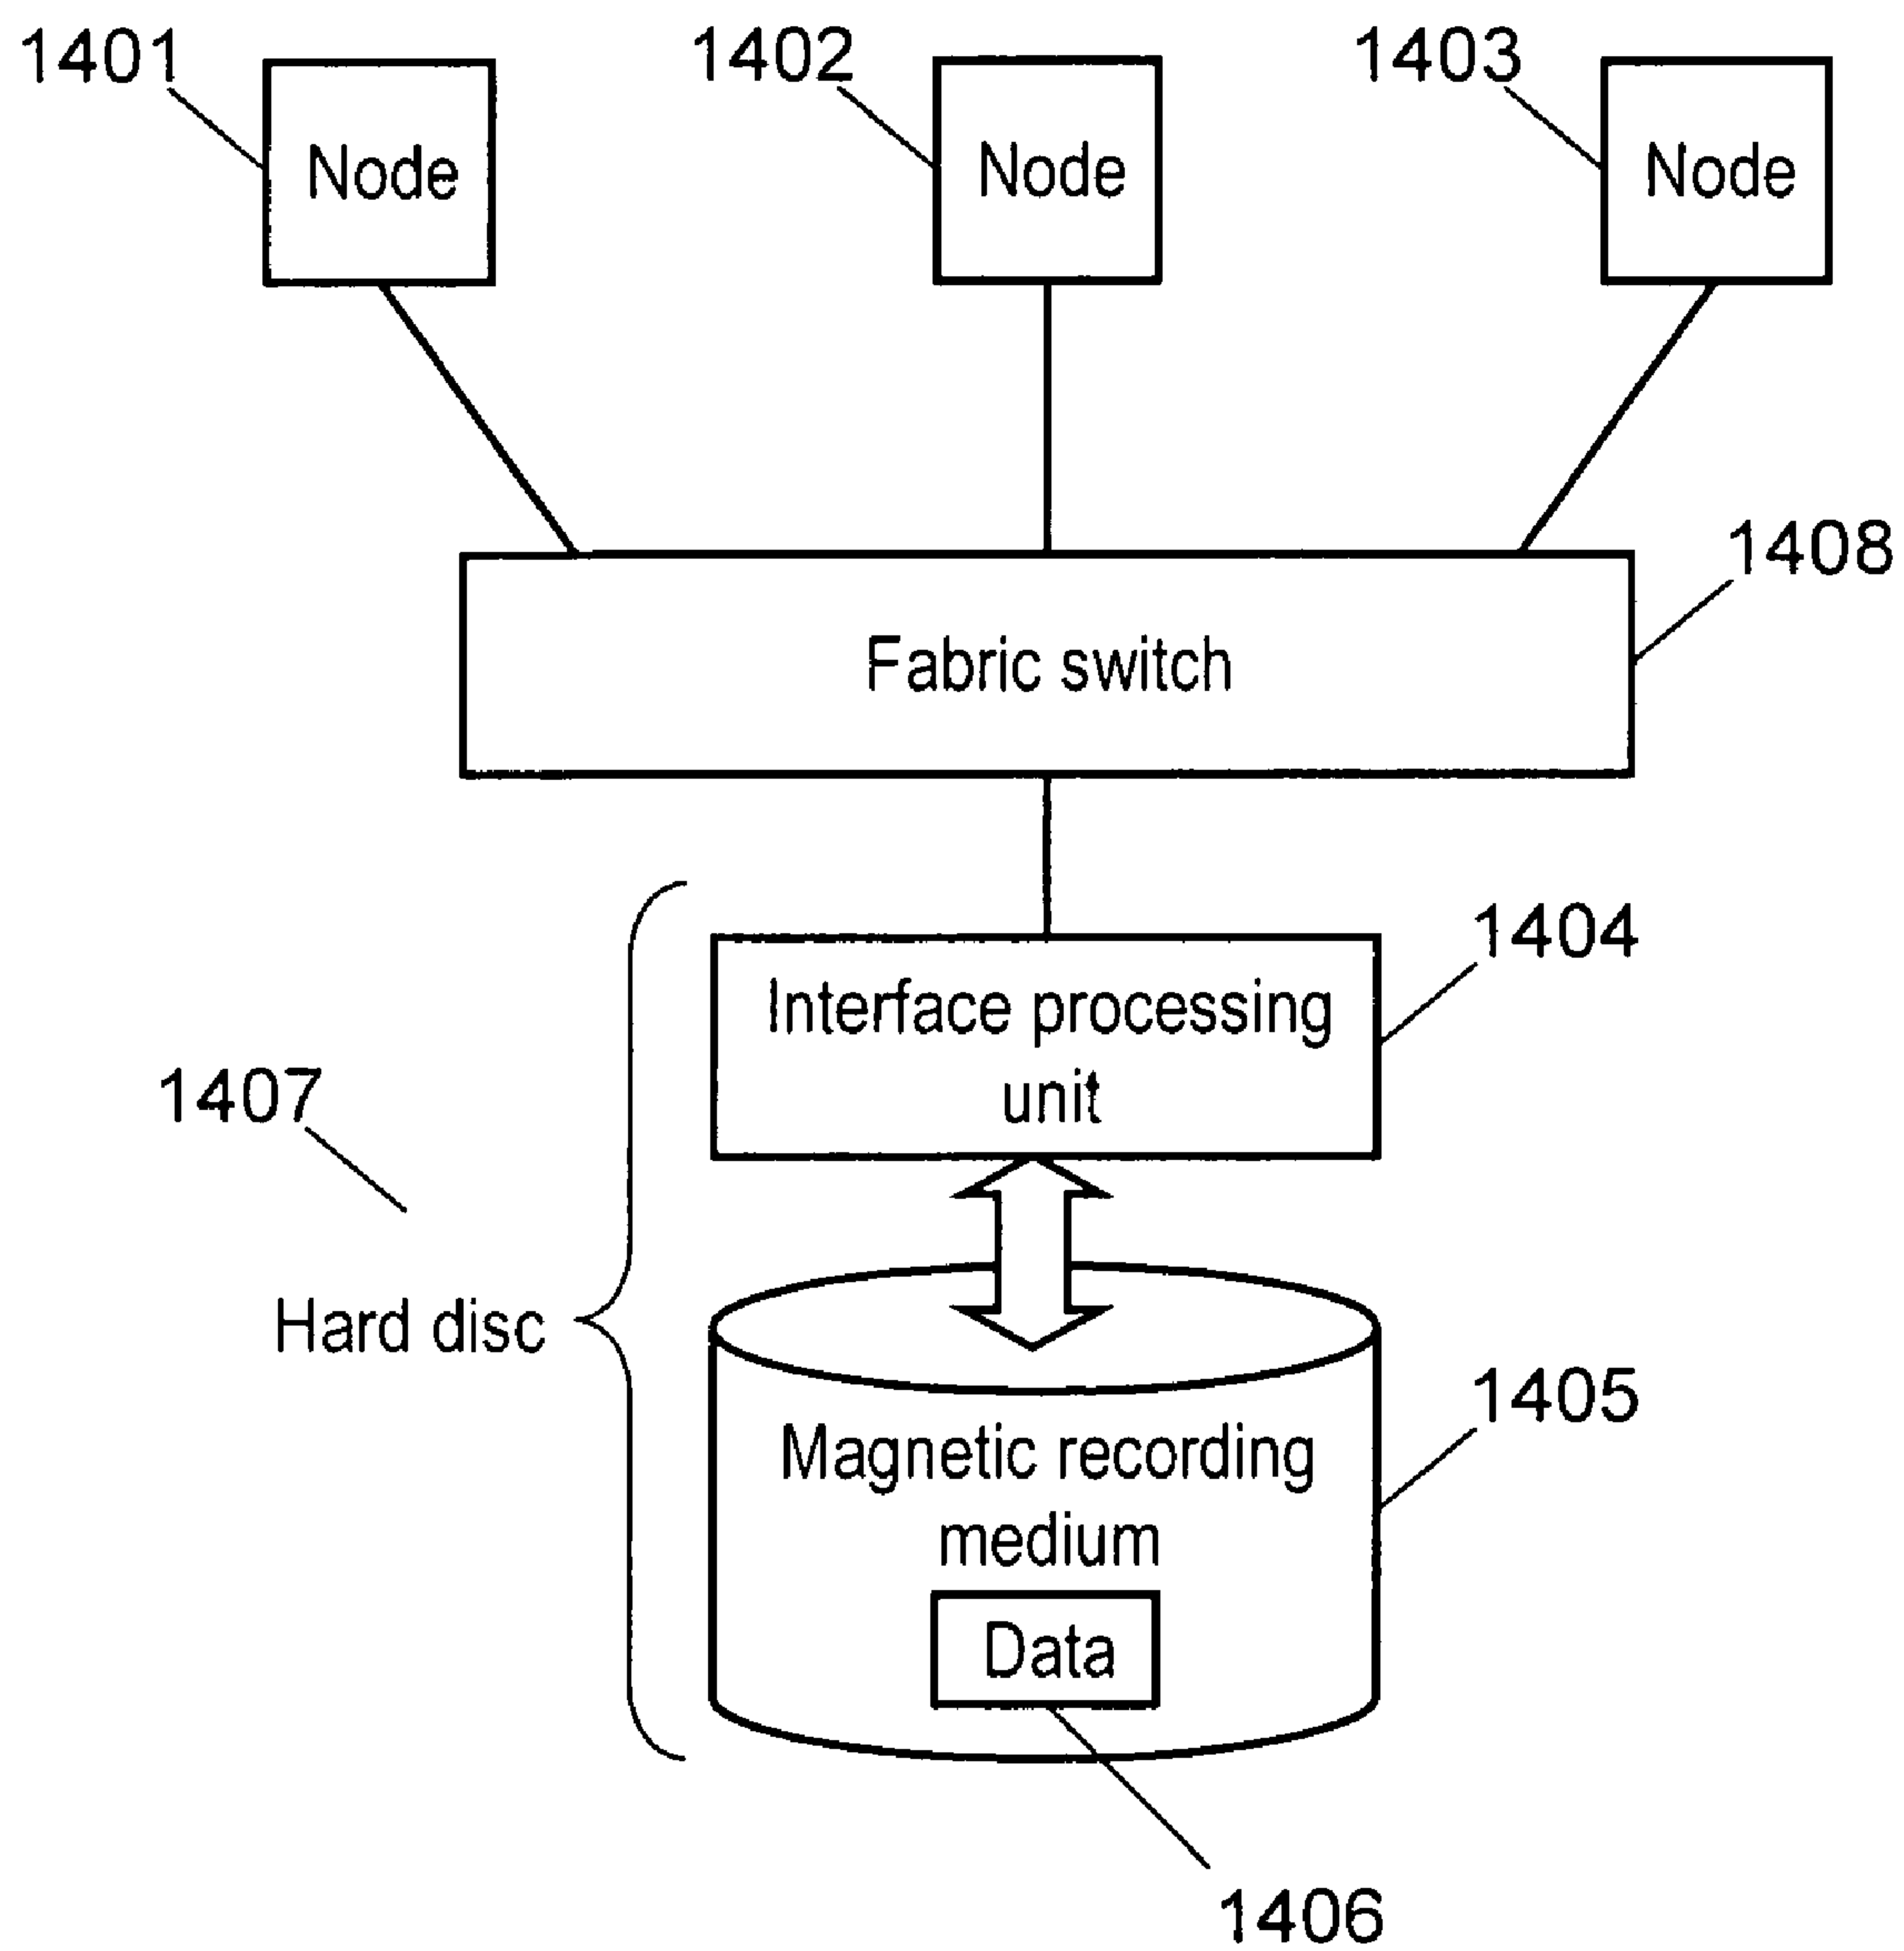 1401
1402
1403
Node
Node
Node
1408
Fabric switch
1404
Interface processing
unit
1407
Hard disc
1405
Magnetic recording
medium
Data
1406